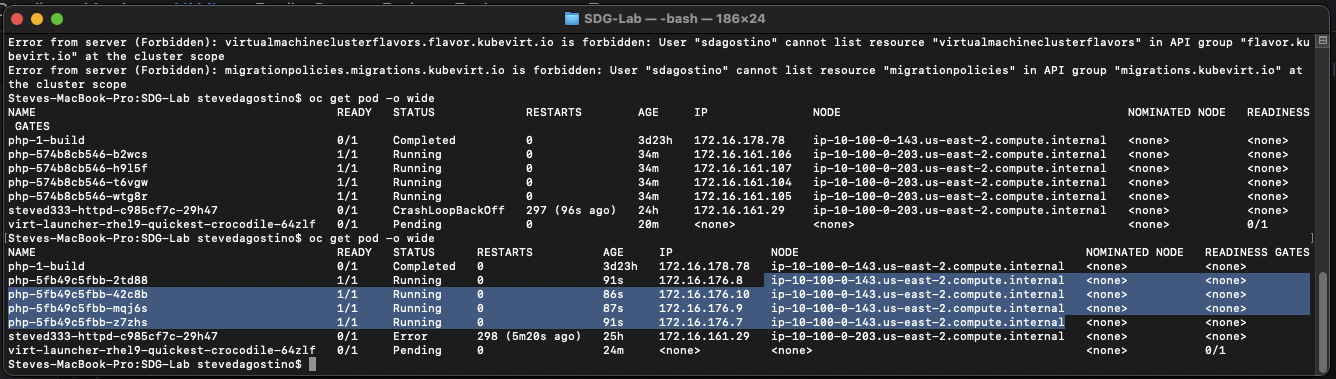 SDG-Lab — -bash — 186×24
Error from server (Forbidden): virtualmachineclusterflavors.flavor.kubevirt.io is forbidden: User "sdagostino" cannot list resource "virtualmachineclusterflavors" in API group "flavor.ku
bevirt.io" at the cluster scope
Error from server (Forbidden): migrationpolicies.migrations.kubevirt.io is forbidden: User "sdagostino" cannot list resource "migrationpolicies" in API group "migrations.kubevirt.io" at
the cluster scope
Steves-MacBook-Pro:SDG-Lab stevedagostino$ oc get pod -o wide
NAME READY STATUS RESTARTS AGE IP NODE NOMINATED NODE READINESS
GATES
php-1-build 0/1 Completed 0 3d23h 172.16.178.78 ip-10-100-0-143.us-east-2.compute.internal <none> <none>
php-574b8cb546-b2wcs 1/1 Running 0 34m 172.16.161.106 ip-10-100-0-203.us-east-2.compute.internal <none> <none>
php-574b8cb546-h9l5f 1/1 Running 0 34m 172.16.161.107 ip-10-100-0-203.us-east-2.compute.internal <none> <none>
php-574b8cb546-t6vgw 1/1 Running 0 34m 172.16.161.104 ip-10-100-0-203.us-east-2.compute.internal <none> <none>
php-574b8cb546-wtg8r 1/1 Running 0 34m 172.16.161.105 ip-10-100-0-203.us-east-2.compute.internal <none> <none>
steved333-httpd-c985cf7c-29h47 0/1 CrashLoopBackOff 297 (96s ago) 24h 172.16.161.29 ip-10-100-0-203.us-east-2.compute.internal <none> <none>
virt-launcher-rhel9-quickest-crocodile-64zlf 0/1 Pending 0 20m <none> <none> <none> 0/1
[Steves-MacBook-Pro:SDG-Lab stevedagostino$ oc get pod -o wide ]
NAME READY STATUS RESTARTS AGE IP NODE NOMINATED NODE READINESS GATES
php-1-build 0/1 Completed 0 3d23h 172.16.178.78 ip-10-100-0-143.us-east-2.compute.internal <none> <none>
php-5fb49c5fbb-2td88 1/1 Running 0 91s 172.16.176.8 ip-10-100-0-143.us-east-2.compute.internal <none> <none>
php-5fb49c5fbb-42c8b 1/1 Running 0 86s 172.16.176.10 ip-10-100-0-143.us-east-2.compute.internal <none> <none>
php-5fb49c5fbb-mqj6s 1/1 Running 0 87s 172.16.176.9 ip-10-100-0-143.us-east-2.compute.internal <none> <none>
php-5fb49c5fbb-z7zhs 1/1 Running 0 91s 172.16.176.7 ip-10-100-0-143.us-east-2.compute.internal <none> <none>
steved333-httpd-c985cf7c-29h47 0/1 Error 298 (5m20s ago) 25h 172.16.161.29 ip-10-100-0-203.us-east-2.compute.internal <none> <none>
virt-launcher-rhel9-quickest-crocodile-64zlf 0/1 Pending 0 24m <none> <none> <none> 0/1
Steves-MacBook-Pro:SDG-Lab stevedagostino$